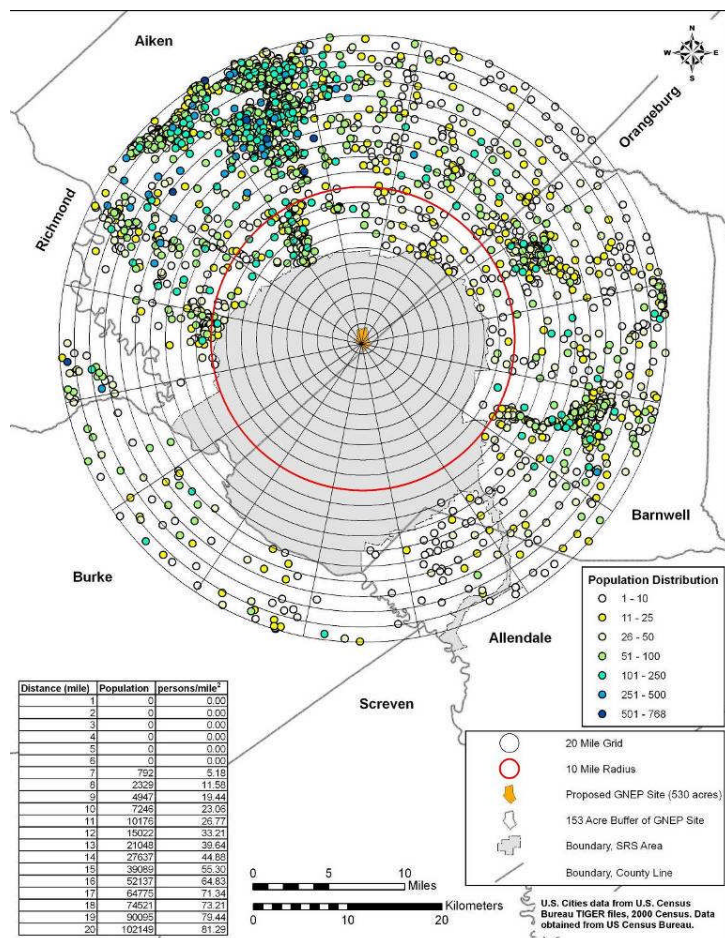 Aiken
N
W E
S
Orangeburg
Richmond
Barnwell
Burke
Allendale
Screven
Population Distribution
1 - 10
11 - 25
26 - 50
51 - 100
101 - 250
251 - 500
501 - 768
Distance (mile) Population persons/mile²
1 0 0.00
2 0 0.00
3 0 0.00
4 0 0.00
5 0 0.00
6 0 0.00
7 792 5.18
8 2329 11.58
9 4947 19.44
10 7246 23.06
11 10176 26.77
12 15022 33.21
13 21048 39.64
14 27637 44.88
15 39089 55.30
16 52137 64.83
17 64775 71.34
18 74521 73.21
19 90095 79.44
20 102149 81.29
20 Mile Grid
10 Mile Radius
Proposed GNEP Site (530 acres)
153 Acre Buffer of GNEP Site
Boundary, SRS Area
Boundary, County Line
0 5 10
Miles
Kilometers
0 10 20
U.S. Cities data from U.S. Census
Bureau TIGER files, 2000 Census. Data
obtained from US Census Bureau.